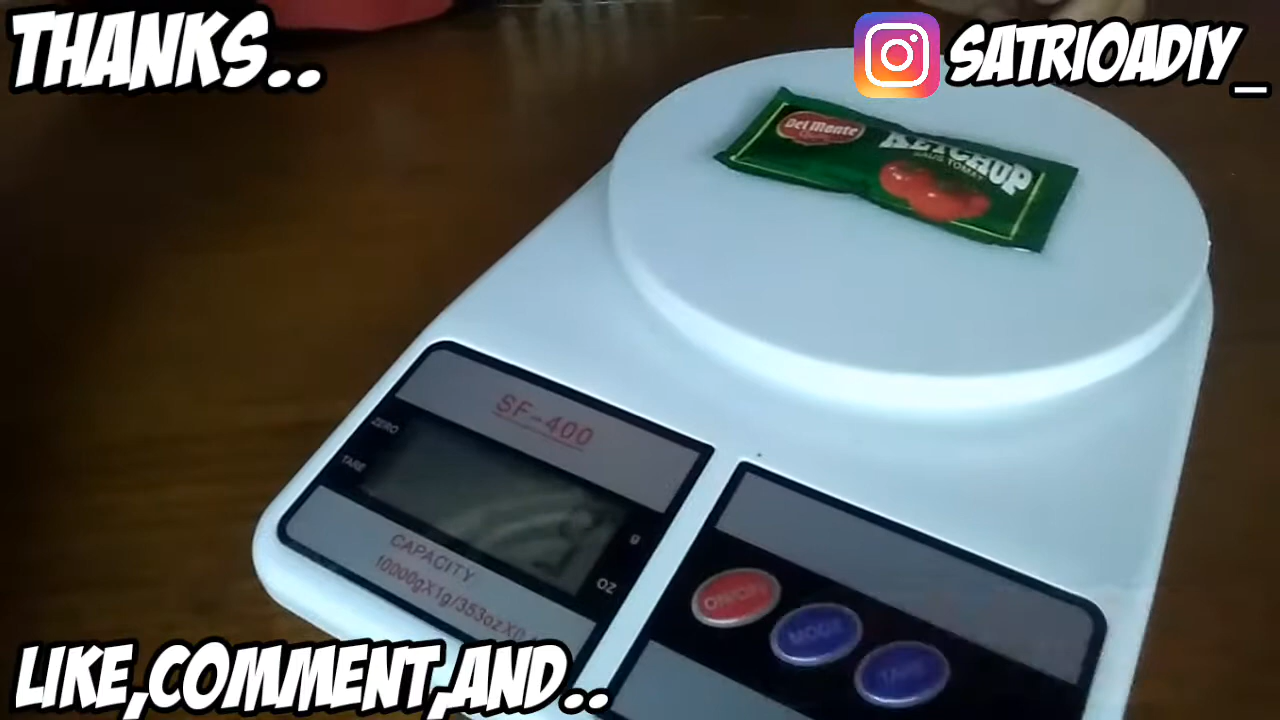 THANKS..
SATRIOADIY_
Del Monte
KETCHUP
SAUS TOMAT
SF-400
ZERO
TARE
g
OZ
CAPACITY
10000gX1g/353ozX0.1
ON/OFF
MODE
TARE
LIKE,COMMENT,AND..